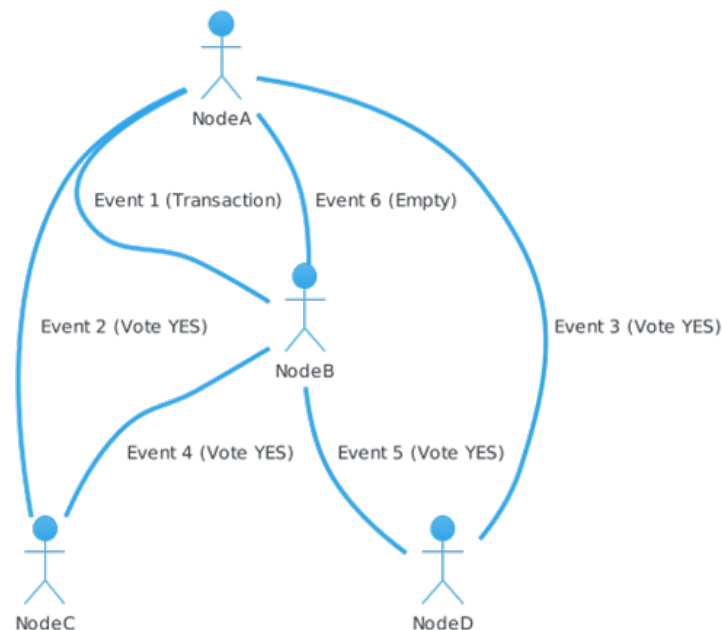 NodeA
Event 1 (Transaction)
Event 6 (Empty)
Event 2 (Vote YES)
Event 3 (Vote YES)
NodeB
Event 4 (Vote YES)
Event 5 (Vote YES)
NodeC
NodeD